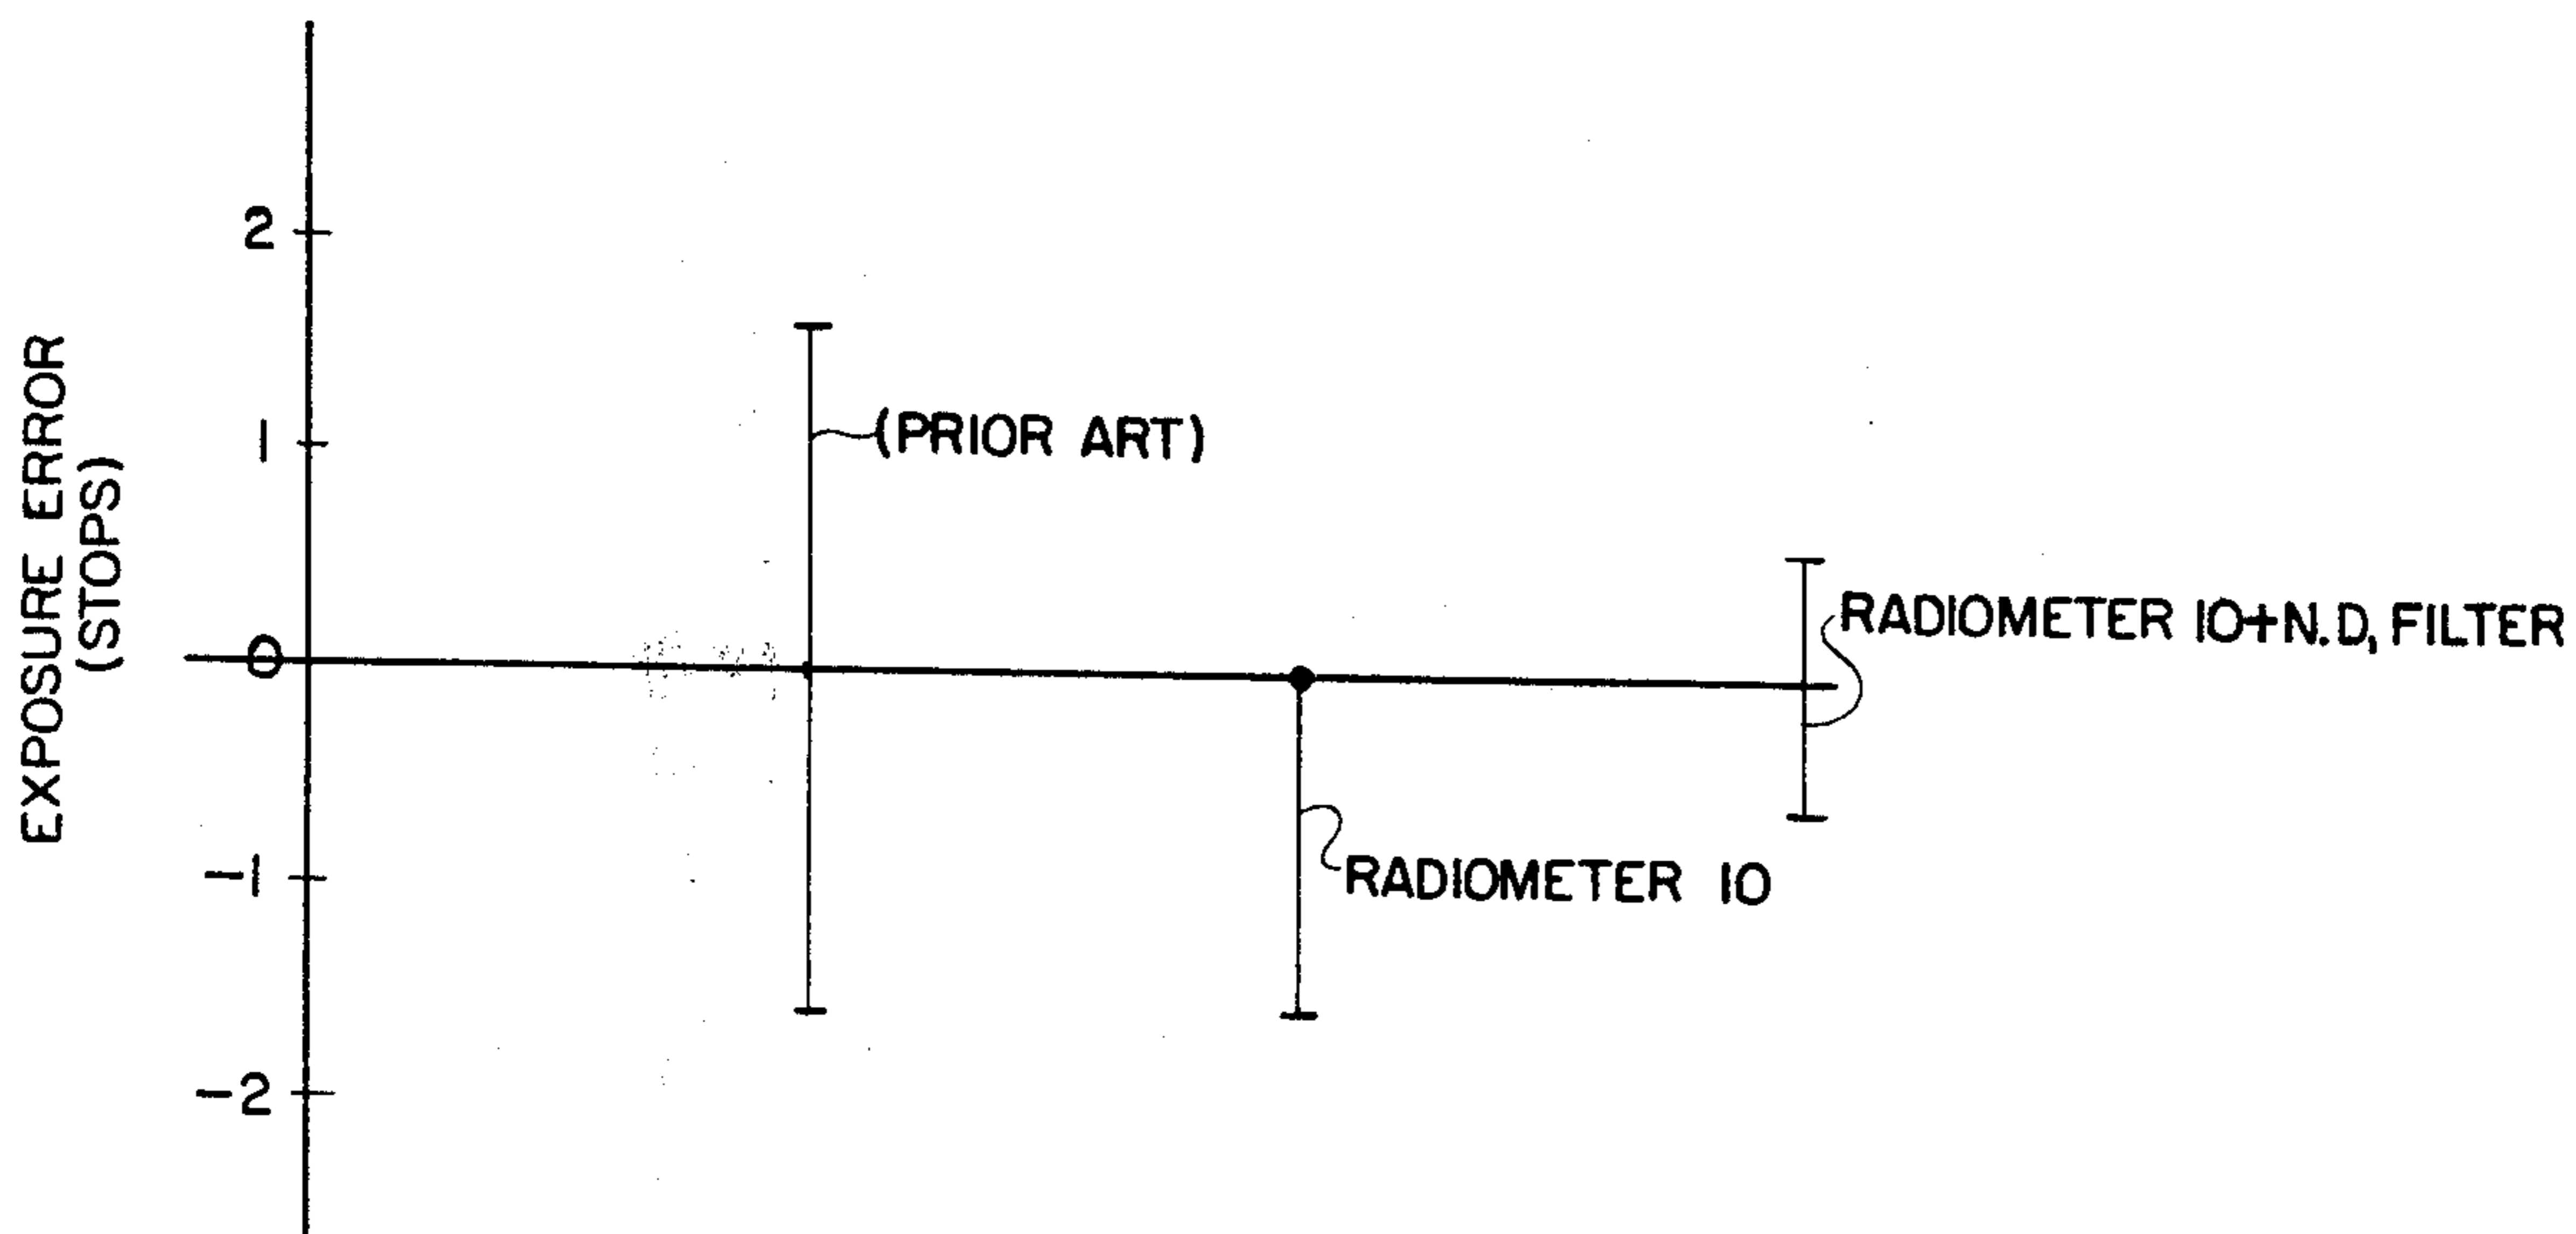 EXPOSURE ERROR
(STOPS)
2
1
0
-1
-2
(PRIOR ART)
RADIOMETER 10
RADIOMETER 10+N.D, FILTER